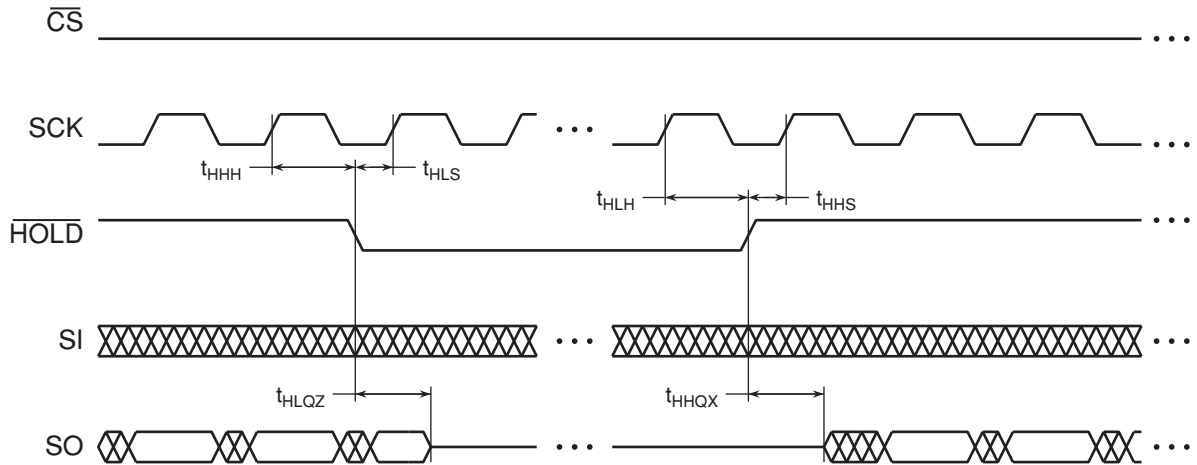 CS
SCK
tHHH
tHLS
tHLH
tHHS
HOLD
SI
tHLQZ
tHHQX
SO